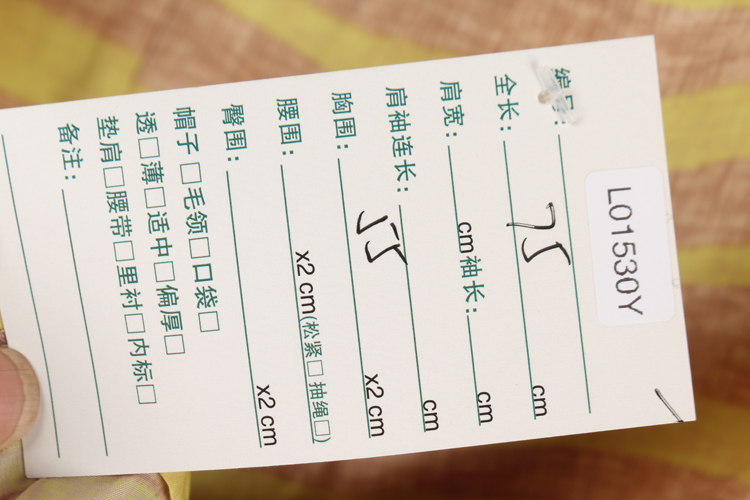 L01530Y
编号:
全长: 75 cm
肩宽: cm 袖长: cm
肩袖连长: cm
胸围: 55 x2 cm
腰围: x2 cm(松紧□ 抽绳□)
臀围: x2 cm
帽子 □ 毛领 □ 口袋 □
透 □ 薄 □ 适中 □ 偏厚 □
垫肩 □ 腰带 □ 里衬 □ 内标 □
备注: